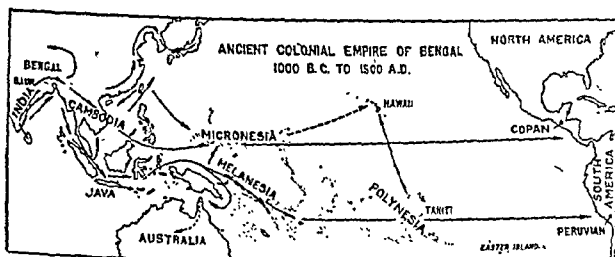 ANCIENT COLONIAL EMPIRE OF BENGAL
1000 B.C. TO 1500 A.D.
NORTH AMERICA
BENGAL
INDIA
CAMBODIA
HAWAII
MICRONESIA
COPAN
MELANESIA
SOUTH AMERICA
JAVA
POLYNESIA
TAHITI
PERUVIAN
AUSTRALIA
EASTER ISLAND.